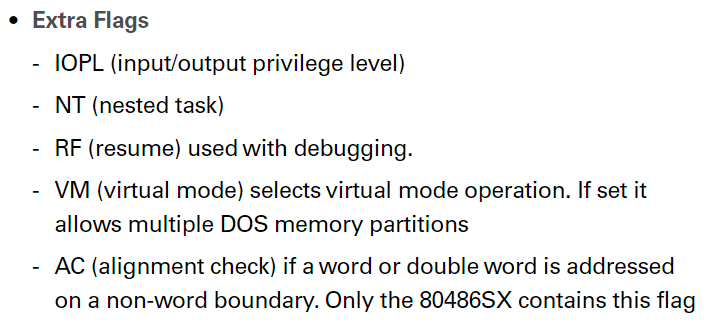 • Extra Flags
- IOPL (input/output privilege level)
- NT (nested task)
- RF (resume) used with debugging.
- VM (virtual mode) selects virtual mode operation. If set it
allows multiple DOS memory partitions
- AC (alignment check) if a word or double word is addressed
on a non-word boundary. Only the 80486SX contains this flag